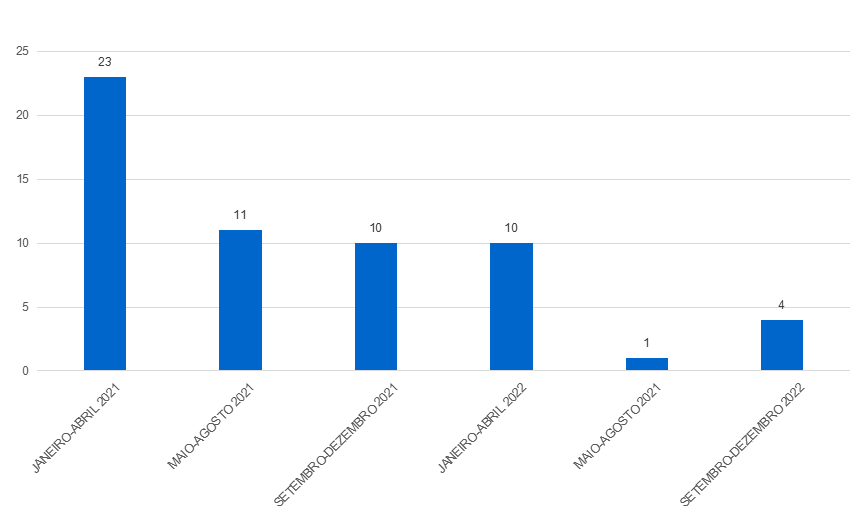 25
20
15
10
5
0
23
11
10
10
1
4
JANEIRO-ABRIL 2021
MAIO-AGOSTO 2021
SETEMBRO-DEZEMBRO 2021
JANEIRO-ABRIL 2022
MAIO-AGOSTO 2021
SETEMBRO-DEZEMBRO 2022